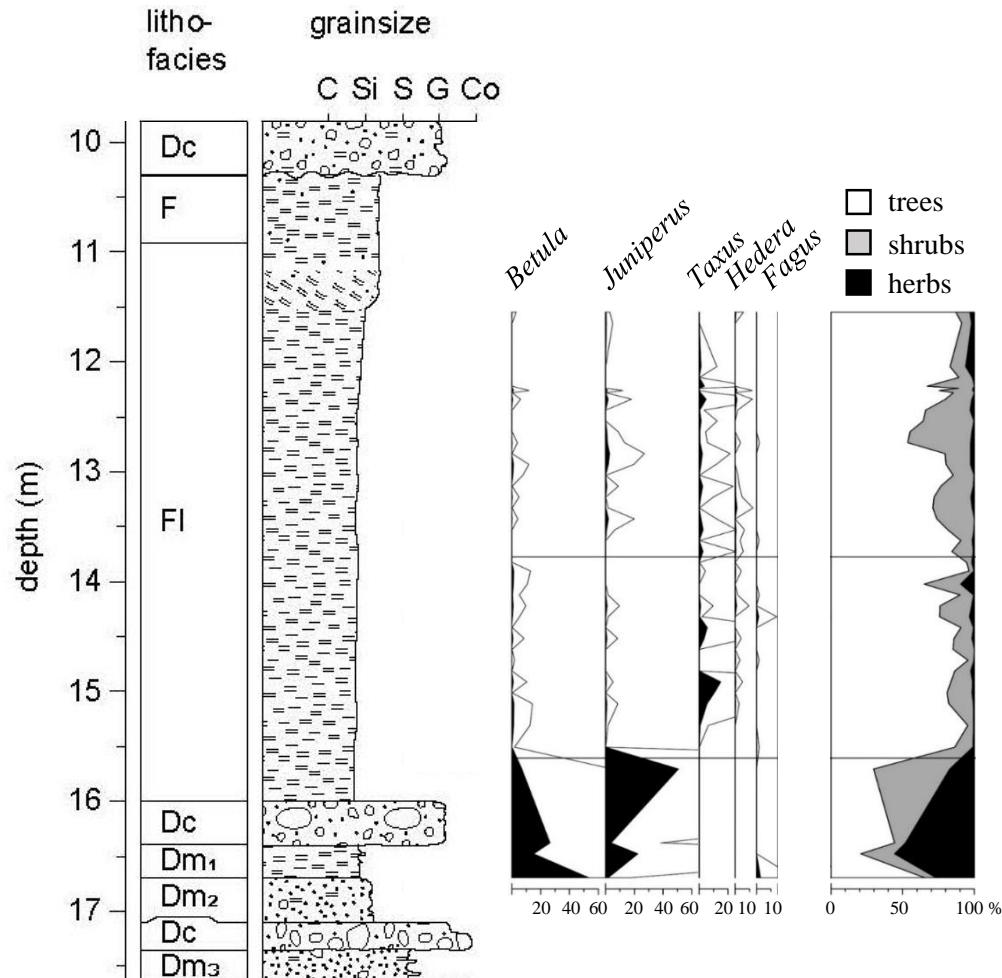 litho-
facies
grainsize
C Si S G Co
10
11
12
13
14
15
16
17
depth (m)
Dc
F
Fl
Dc
Dm₁
Dm₂
Dc
Dm₃
Betula
Juniperus
Taxus
Hedera
Fagus
trees
shrubs
herbs
20 40 60
20 40 60
20
10
10
0 50 100 %